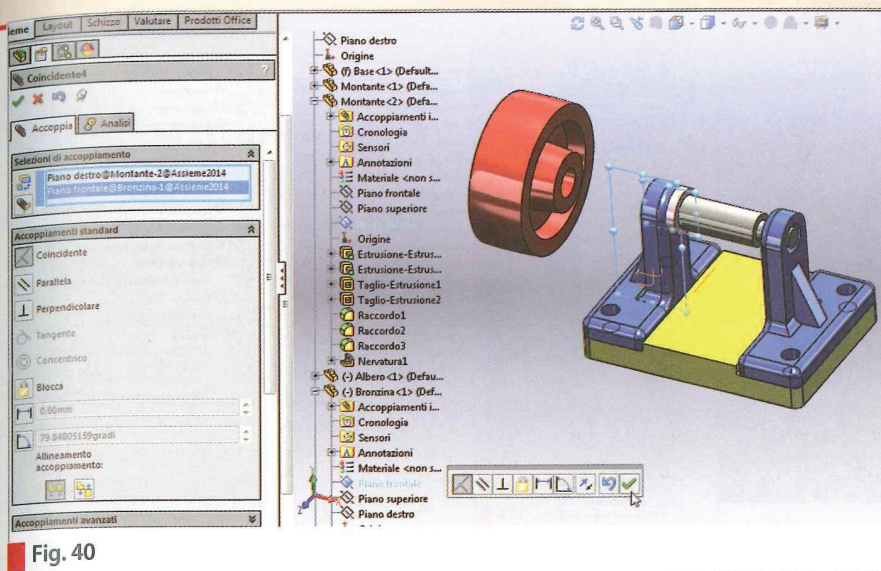 ieme Layout Schizzo Valutare Prodotti Office
Coincidente4
?
Accoppia Analisi
Selezioni di accoppiamento
Piano destro@Montante-2@Assieme2014
Piano frontale@Bronzina-1@Assieme2014
Accoppiamenti standard
Coincidente
Parallela
Perpendicolare
Tangente
Concentrico
Blocca
0.00mm
79.84805159gradi
Allineamento
accoppiamento:
Accoppiamenti avanzati
Piano destro
Origine
(f) Base<1> (Default...
Montante<1> (Defa...
Montante<2> (Defa...
Accoppiamenti i...
Cronologia
Sensori
Annotazioni
Materiale <non s...
Piano frontale
Piano superiore
Piano destro
Origine
Estrusione-Estrus...
Estrusione-Estrus...
Taglio-Estrusione1
Taglio-Estrusione2
Raccordo1
Raccordo2
Raccordo3
Nervatura1
(-) Albero<1> (Defau...
(-) Bronzina<1> (Def...
Accoppiamenti i...
Cronologia
Sensori
Annotazioni
Materiale <non s...
Piano frontale
Piano superiore
Piano destro
Fig. 40